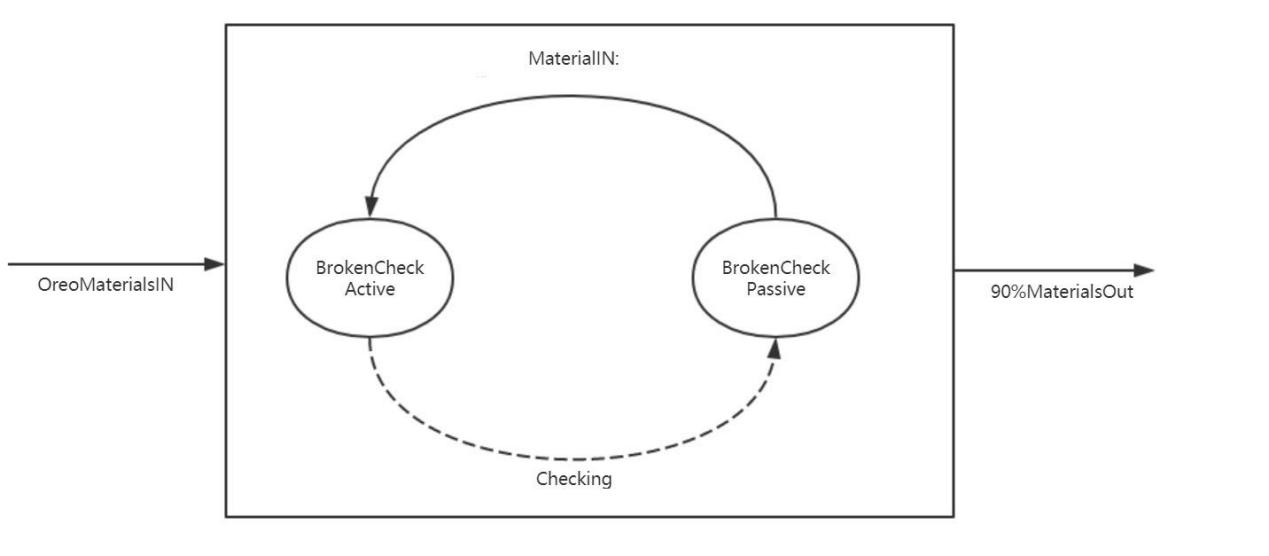 MaterialIN:
BrokenCheck
Active
BrokenCheck
Passive
OreoMaterialsIN
90%MaterialsOut
Checking